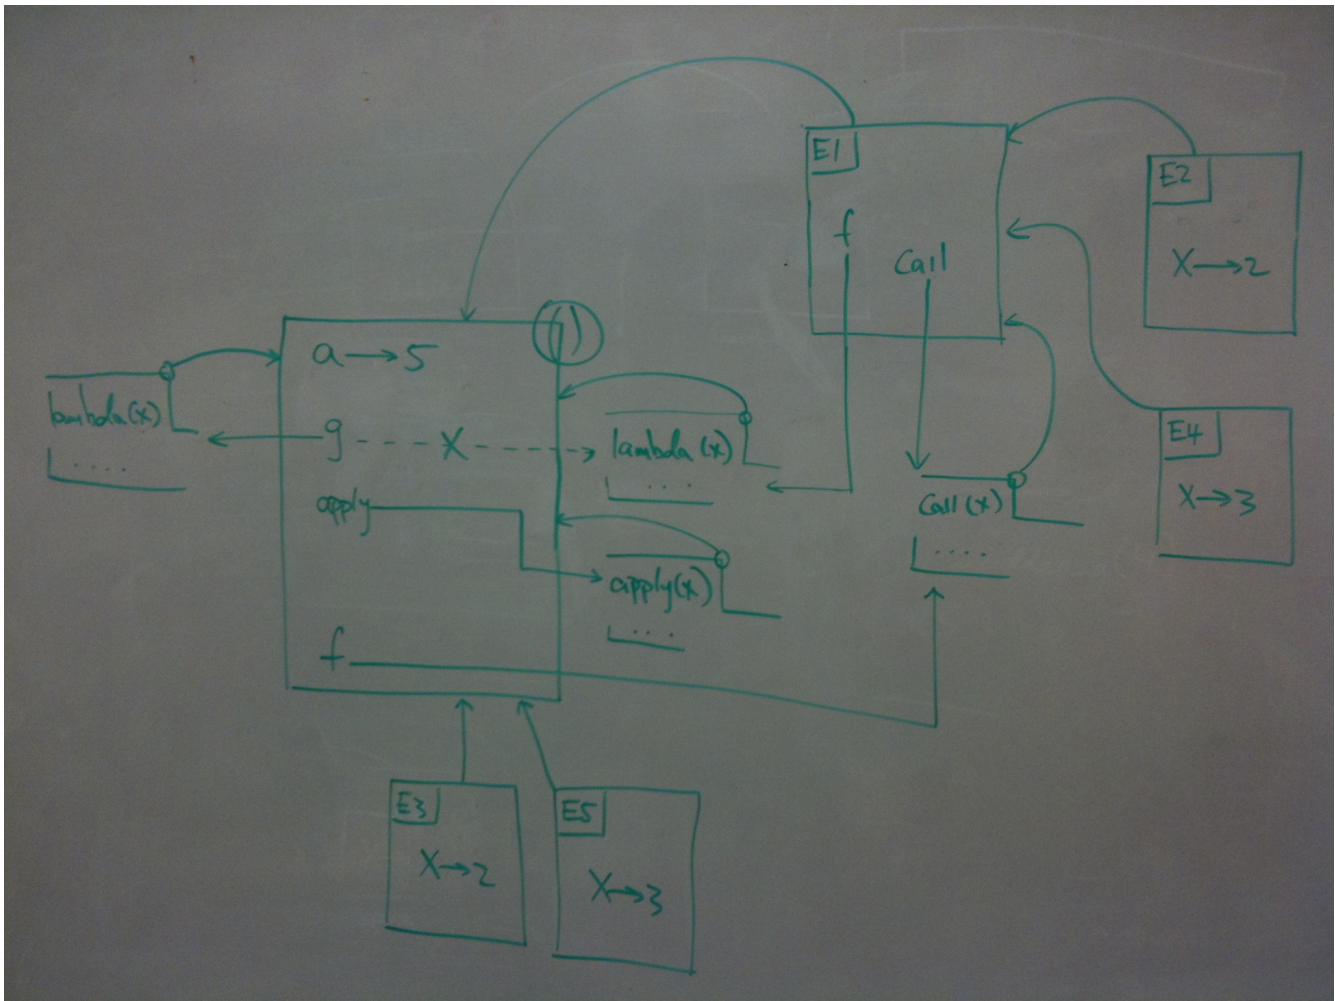 E1
f
Call
E2
X→2
()
a→5
g - - - X - - - →
apply
f
lambda(x)
....
lambda(x)
...
apply(x)
....
Call(x)
....
E4
X→3
E3
X→2
E5
X→3